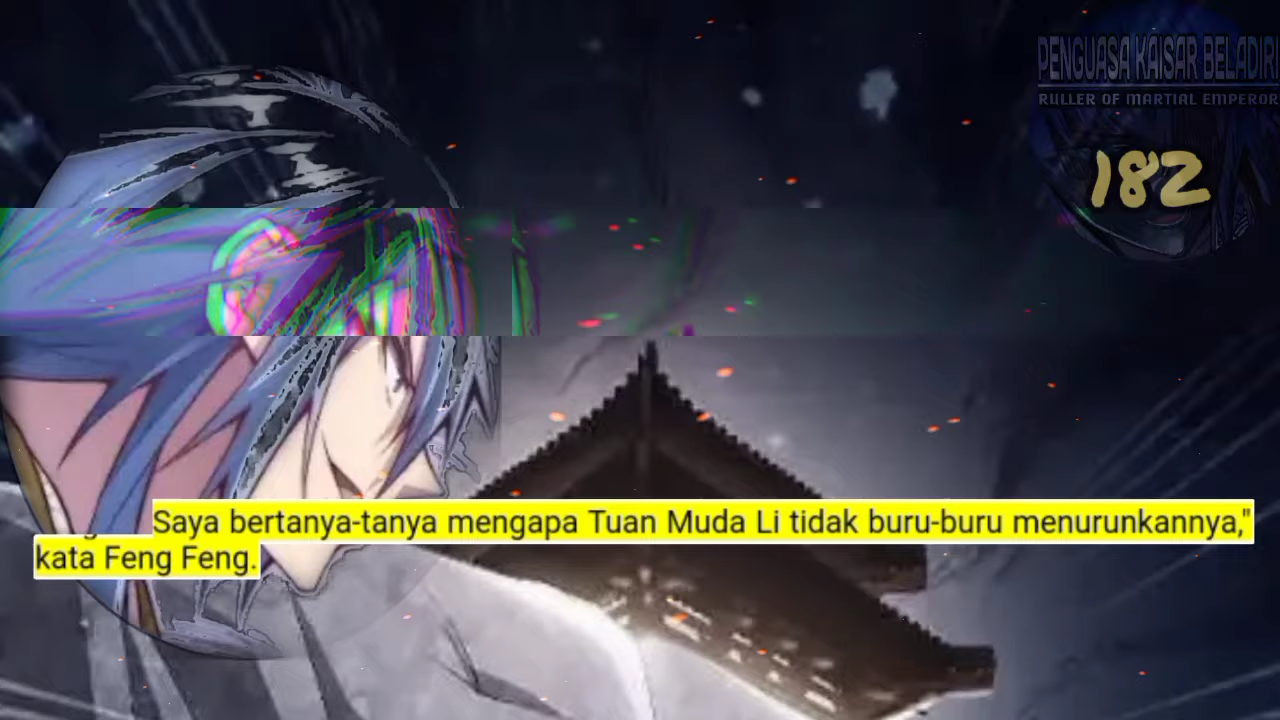 PENGUASA KAISAR BELADIRI
RULLER OF MARTIAL EMPEROR
182
Saya bertanya-tanya mengapa Tuan Muda Li tidak buru-buru menurunkannya,"
kata Feng Feng.